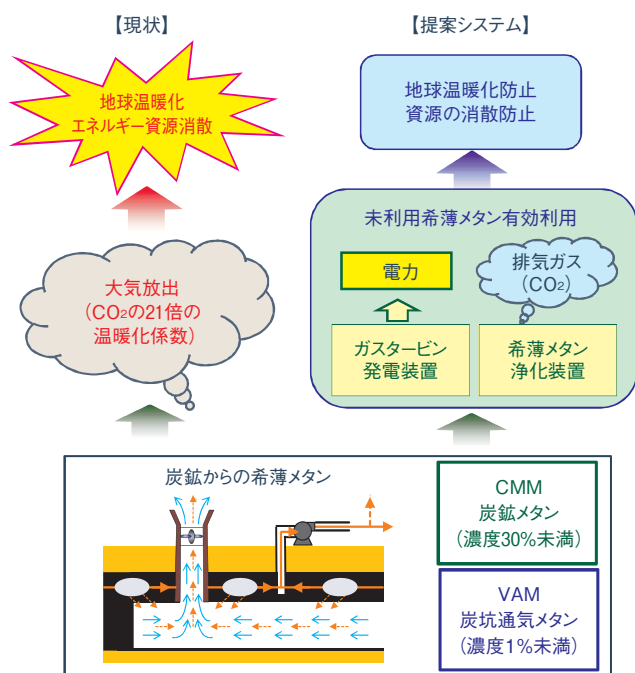 【現状】
【提案システム】
地球温暖化
エネルギー資源消散
地球温暖化防止
資源の消散防止
大気放出
（CO2の21倍の
温暖化係数）
未利用希薄メタン有効利用
電力
排気ガス
（CO2）
ガスタービン
発電装置
希薄メタン
浄化装置
炭鉱からの希薄メタン
CMM
炭鉱メタン
（濃度30%未満）
VAM
炭坑通気メタン
（濃度1%未満）